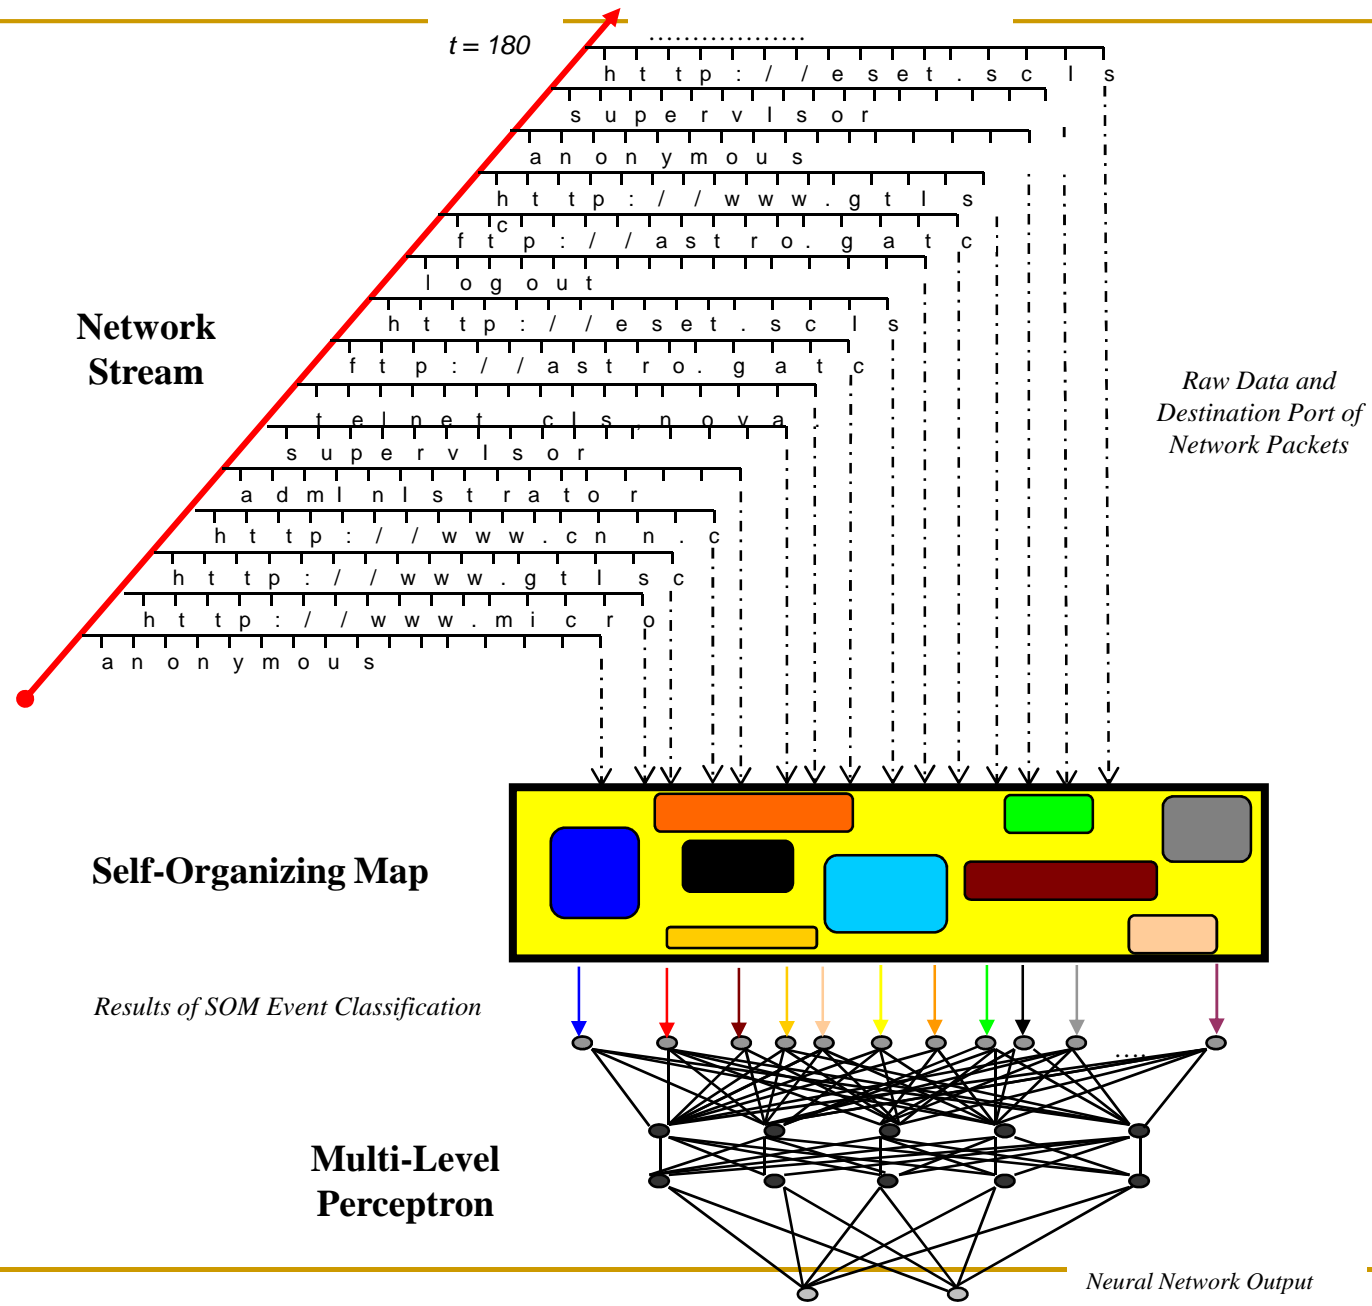 t = 180
..................
h t t p : / / e s e t . s c l s
s u p e r v I s o r
a n o n y m o u s
h t t p : / / w w w . g t I s
c
f t p : / / a s t r o . g a t c
l o g o u t
h t t p : / / e s e t . s c l s
f t p : / / a s t r o . g a t c
t e l n e t c l s . n o v a .
s u p e r v I s o r
a d m I n I s t r a t o r
h t t p : / / w w w . c n n . c
h t t p : / / w w w . g t I s c
h t t p : / / w w w . m i c r o
a n o n y m o u s
Network
Stream
Raw Data and
Destination Port of
Network Packets
Self-Organizing Map
Results of SOM Event Classification
....
Multi-Level
Perceptron
Neural Network Output